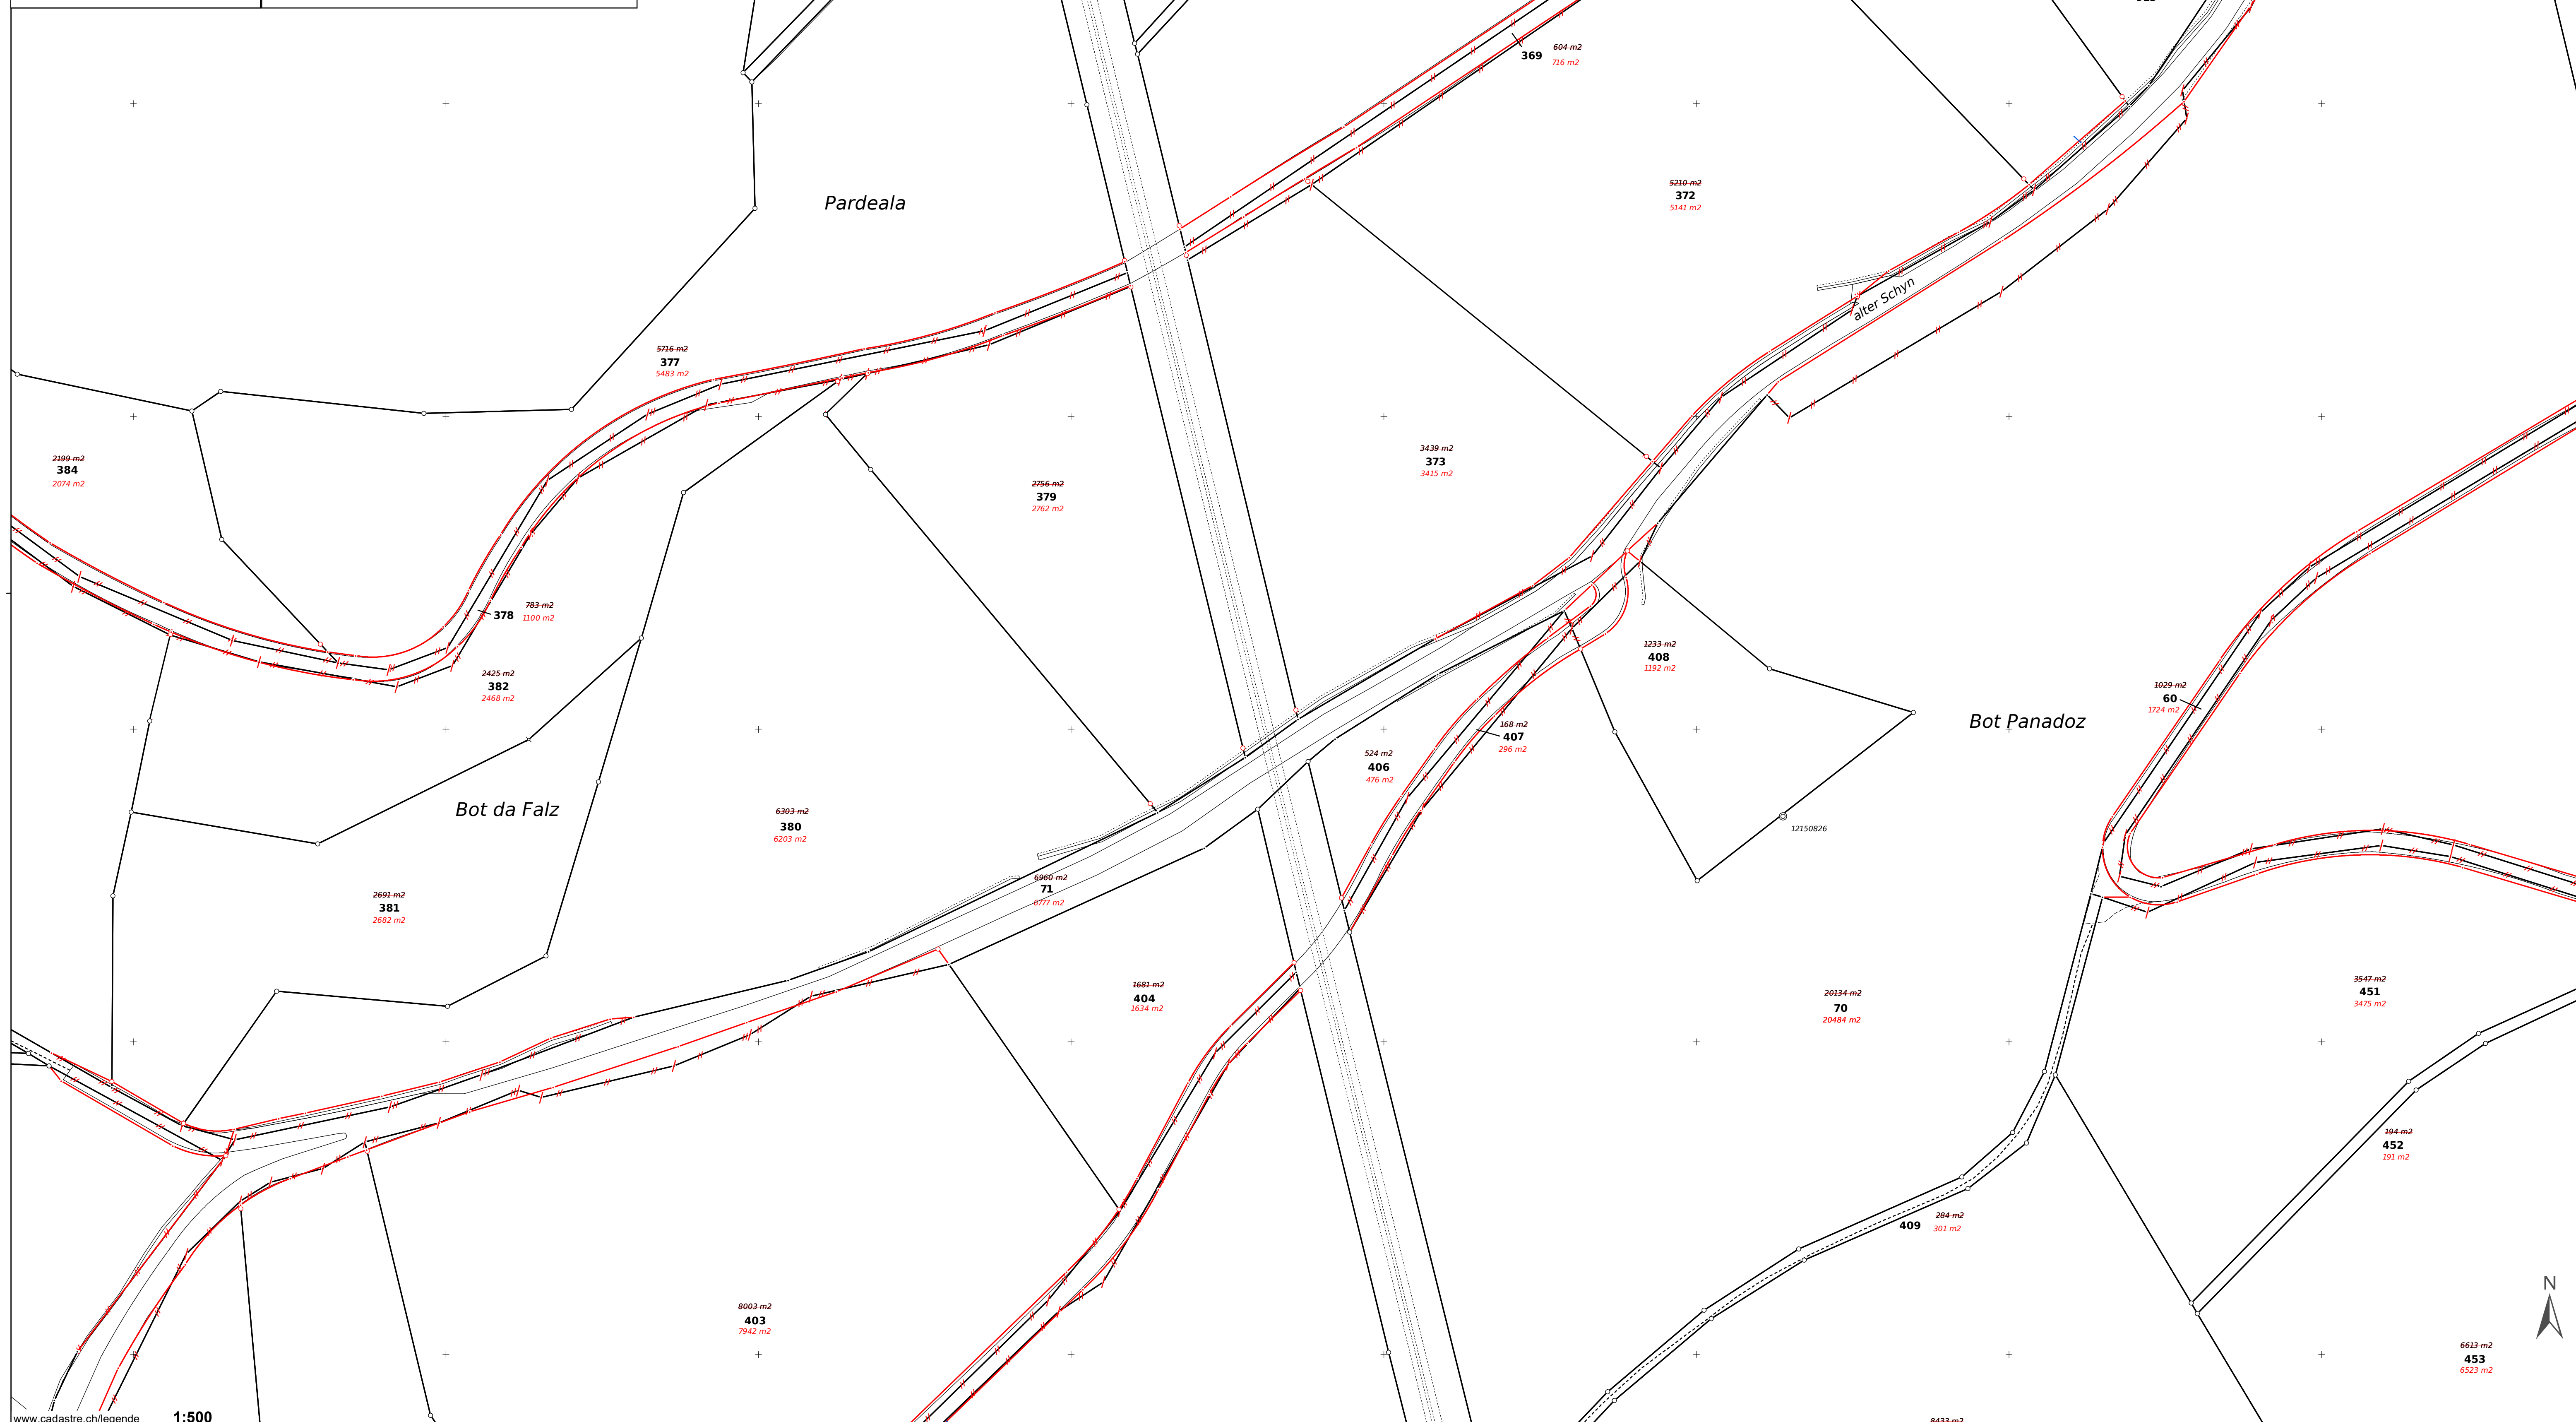 604 m2
369
716 m2
5210 m2
372
5141 m2
Pardeala
alter Schyn
5716 m2
377
5483 m2
2199 m2
384
2074 m2
2756 m2
379
2762 m2
3439 m2
373
3415 m2
783 m2
378
1100 m2
2425 m2
382
2468 m2
1233 m2
408
1192 m2
168 m2
407
296 m2
524 m2
406
476 m2
1029 m2
60
1724 m2
Bot Panadoz
12150826
Bot da Falz
6303 m2
380
6203 m2
6960 m2
71
6777 m2
2691 m2
381
2682 m2
1681 m2
404
1634 m2
20134 m2
70
20484 m2
3547 m2
451
3475 m2
194 m2
452
191 m2
284 m2
409
301 m2
8003 m2
403
7942 m2
N
6613 m2
453
6523 m2
www.cadastre.ch/legende
1:500